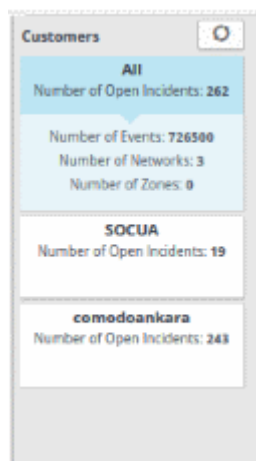 Customers
All
Number of Open Incidents: 262
Number of Events: 726500
Number of Networks: 3
Number of Zones: 0
SOCUA
Number of Open Incidents: 19
comodoankara
Number of Open Incidents: 243